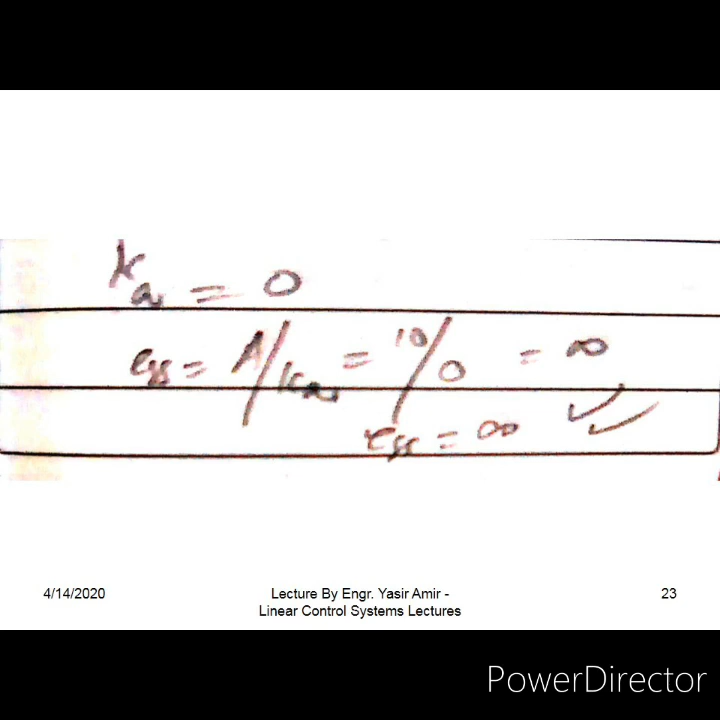 Ka = 0
ess = A/Ka = 10/0 = ∞
ess = ∞
4/14/2020
Lecture By Engr. Yasir Amir -
Linear Control Systems Lectures
23
PowerDirector